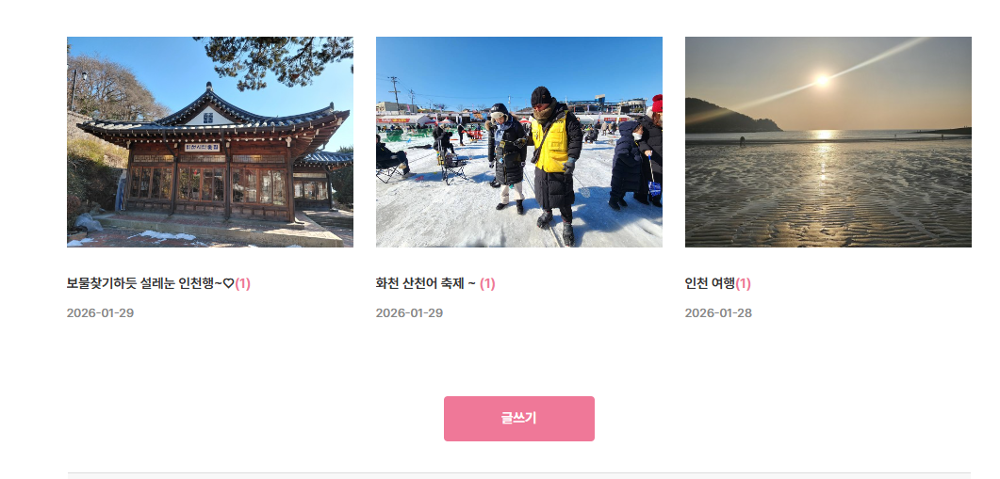 보물찾기하듯 설레눈 인천행~♡(1)
화천 산천어 축제 ~ (1)
인천 여행(1)
2026-01-29
2026-01-29
2026-01-28
글쓰기